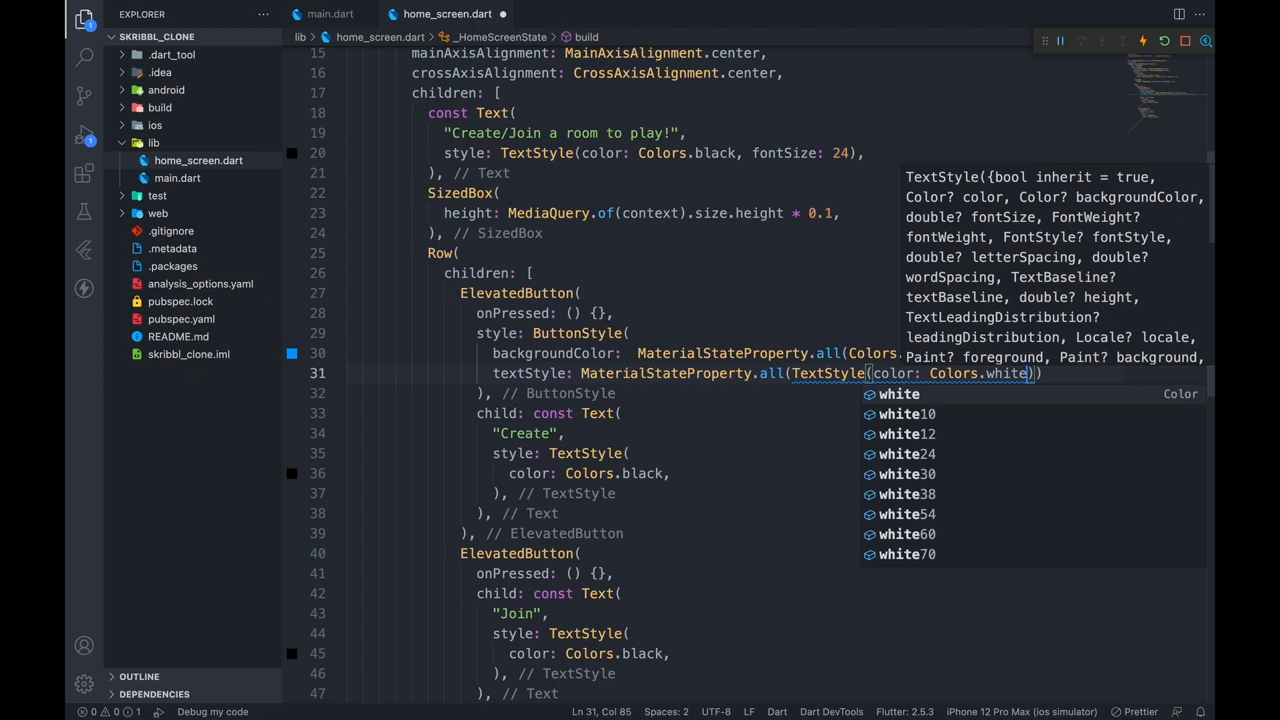 EXPLORER
main.dart
home_screen.dart
SKRIBBL_CLONE
lib > home_screen.dart > _HomeScreenState > build
.dart_tool
.idea
android
build
ios
lib
home_screen.dart
main.dart
test
web
.gitignore
.metadata
.packages
analysis_options.yaml
pubspec.lock
pubspec.yaml
README.md
skribbl_clone.iml
OUTLINE
DEPENDENCIES
1
1
15 mainAxisAlignment: MainAxisAlignment.center,
16 crossAxisAlignment: CrossAxisAlignment.center,
17 children: [
18 const Text(
19 "Create/Join a room to play!",
20 style: TextStyle(color: Colors.black, fontSize: 24),
21 ), // Text
22 SizedBox(
23 height: MediaQuery.of(context).size.height * 0.1,
24 ), // SizedBox
25 Row(
26 children: [
27 ElevatedButton(
28 onPressed: () {},
29 style: ButtonStyle(
30 backgroundColor:  MaterialStateProperty.all(Colors.
31 textStyle: MaterialStateProperty.all(TextStyle(color: Colors.white))
32 ), // ButtonStyle
33 child: const Text(
34 "Create",
35 style: TextStyle(
36 color: Colors.black,
37 ), // TextStyle
38 ), // Text
39 ), // ElevatedButton
40 ElevatedButton(
41 onPressed: () {},
42 child: const Text(
43 "Join",
44 style: TextStyle(
45 color: Colors.black,
46 ), // TextStyle
47 ), // Text
TextStyle({bool inherit = true,
Color? color, Color? backgroundColor,
double? fontSize, FontWeight?
fontWeight, FontStyle? fontStyle,
double? letterSpacing, double?
wordSpacing, TextBaseline?
textBaseline, double? height,
TextLeadingDistribution?
leadingDistribution, Locale? locale,
Paint? foreground, Paint? background,
white Color
white10
white12
white24
white30
white38
white54
white60
white70
0 0 1 Debug my code Ln 31, Col 85 Spaces: 2 UTF-8 LF Dart Dart DevTools Flutter: 2.5.3 iPhone 12 Pro Max (ios simulator) Prettier